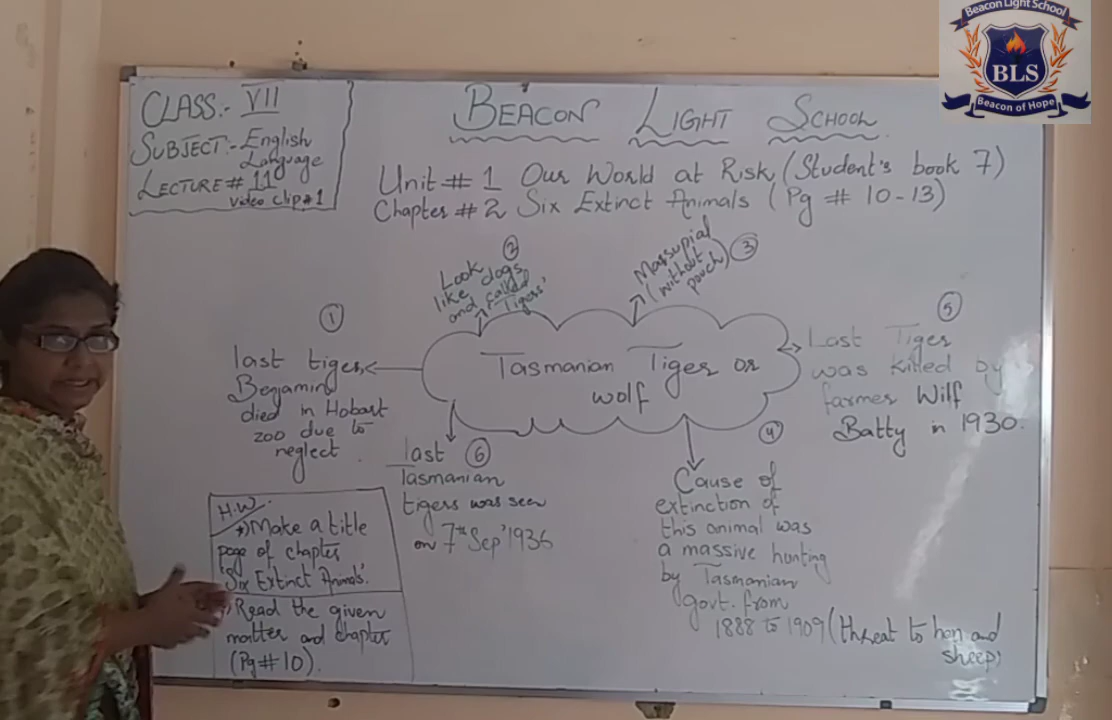 Beacon Light School
BLS
Beacon of Hope
CLASS:- VII
SUBJECT:- English
Language
LECTURE# 11
video clip#1
BEACON LIGHT SCHOOL
Unit # 1 Our World at Risk (Student's book 7)
Chapter # 2 Six Extinct Animals (Pg # 10-13)
1
last tiger
Benjamin
died in Hobart
zoo due to
neglect
2
Look
like dogs
and called
Tigers'
Marsupial
(without
pouch)
3
Tasmanian Tiger or
wolf
5
Last Tiger
was killed by
farmer Wilf
Batty in 1930.
4
Cause of
extinction of
this animal was
a massive hunting
by Tasmanian
Govt. from
1888 to 1909 (threat to hen and
sheep)
last 6
Tasmanian
tigers was seen
on 7th Sep'1936
H.W
→) Make a title
page of chapter
'Six Extinct Animals'.
→) Read the given
matter and chapter
(Pg# 10).